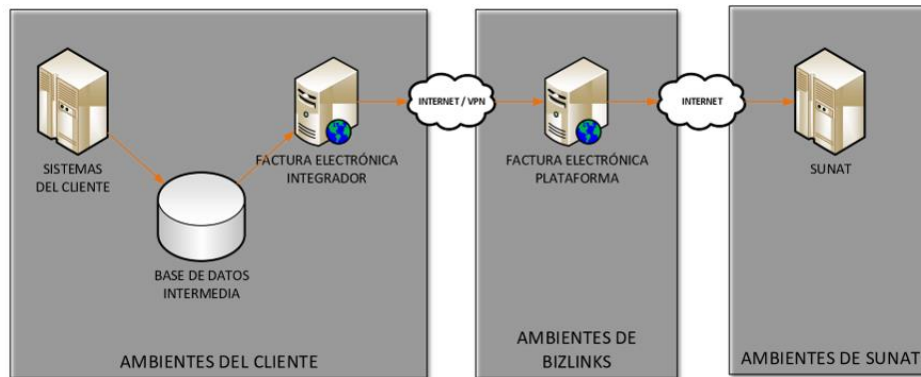 SISTEMAS
DEL CLIENTE
BASE DE DATOS
INTERMEDIA
FACTURA ELECTRÓNICA
INTEGRADOR
INTERNET / VPN
FACTURA ELECTRÓNICA
PLATAFORMA
INTERNET
SUNAT
AMBIENTES DEL CLIENTE
AMBIENTES DE
BIZLINKS
AMBIENTES DE SUNAT